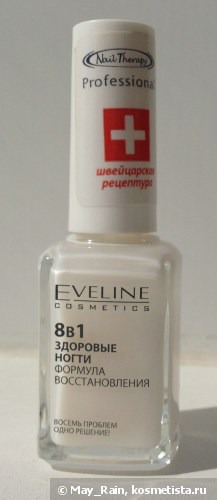 Nail Therapy
Professional
швейцарская
рецептура
EVELINE
COSMETICS
8в1
ЗДОРОВЫЕ
НОГТИ
ФОРМУЛА
ВОССТАНОВЛЕНИЯ
ВОСЕМЬ ПРОБЛЕМ
ОДНО РЕШЕНИЕ!
© May_Rain, kosmetista.ru